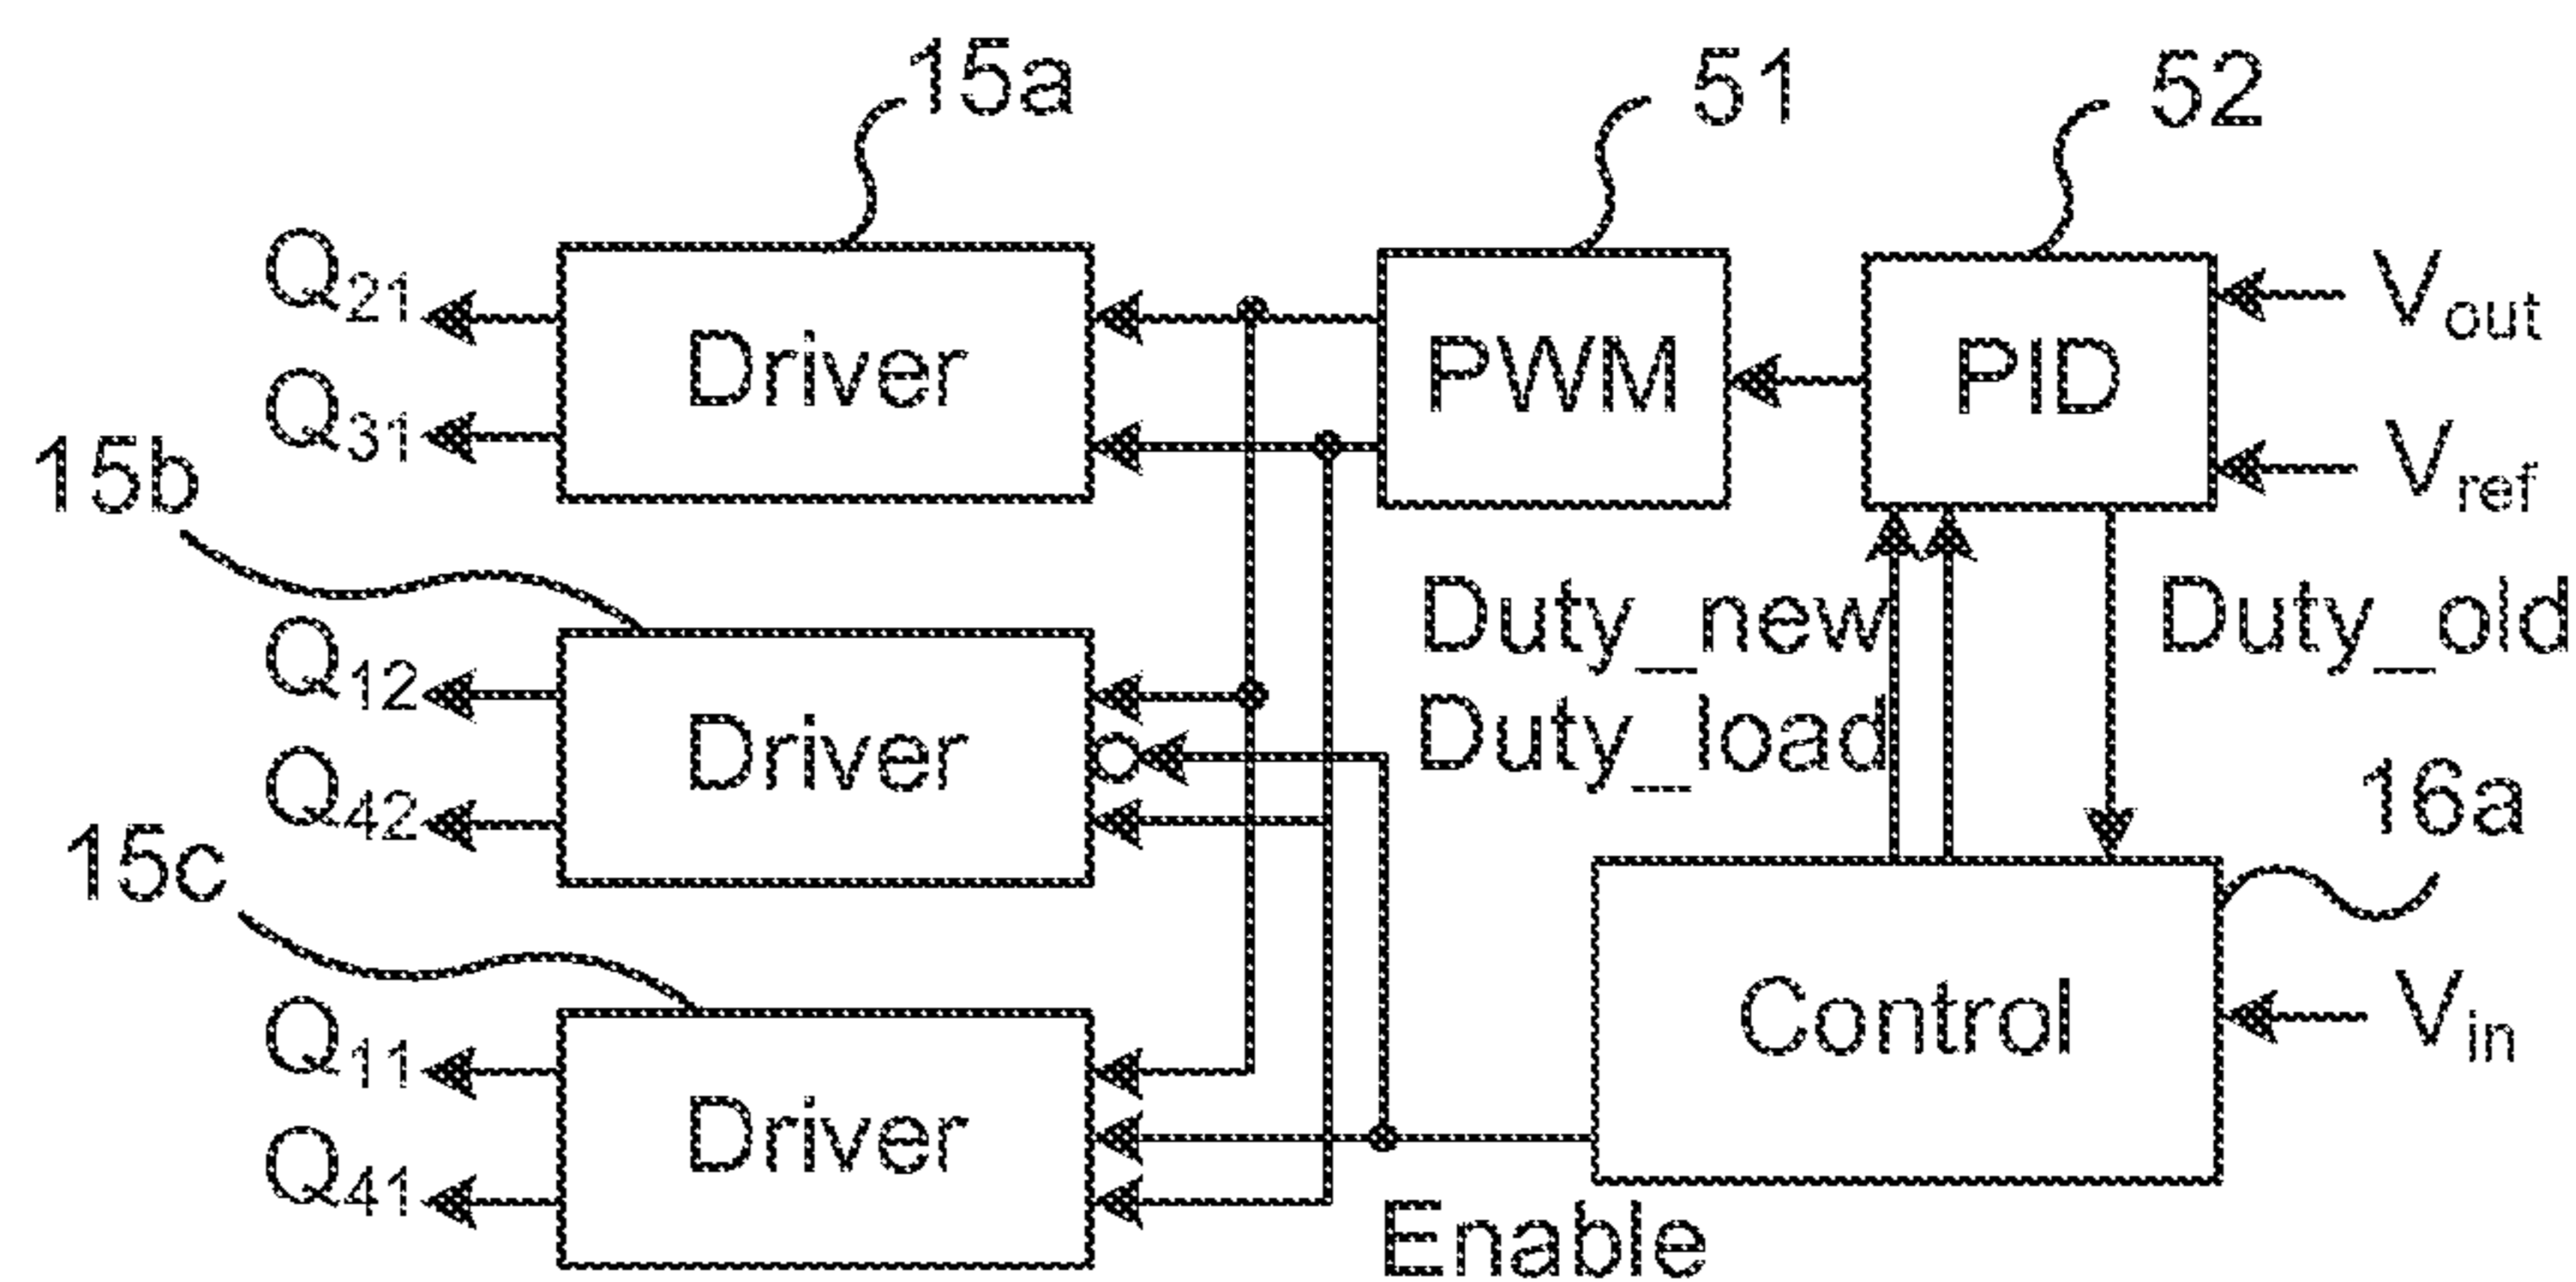 15a
51
52
Q21
Driver
PWM
PID
Vout
Q31
Vref
15b
Q12
Driver
Duty_new
Duty_old
Q42
Duty_load
15c
16a
Q11
Driver
Control
Vin
Q41
Enable